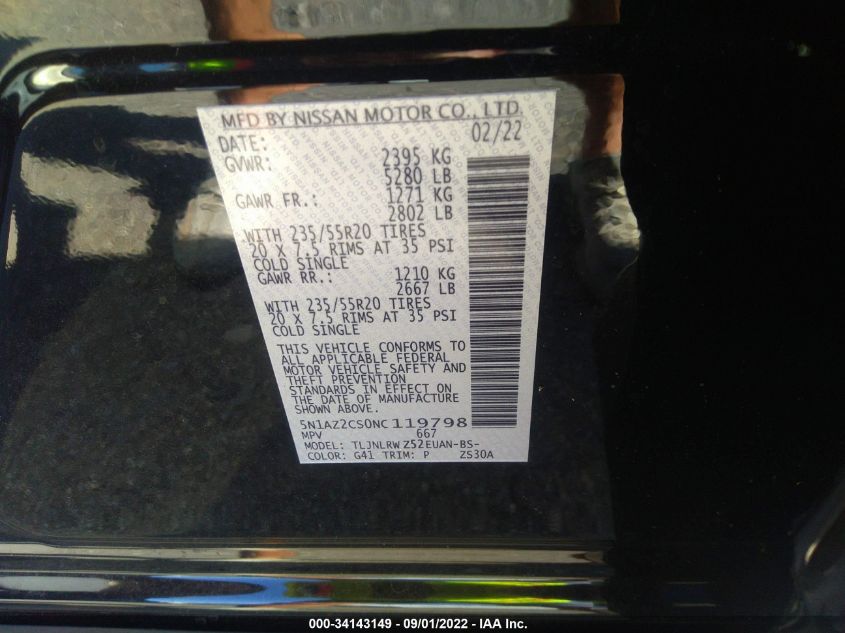 MFD BY NISSAN MOTOR CO., LTD.
DATE: 02/22
GVWR: 2395 KG
5280 LB
GAWR FR.: 1271 KG
2802 LB
WITH 235/55R20 TIRES
20 X 7.5 RIMS AT 35 PSI
COLD SINGLE
GAWR RR.: 1210 KG
2667 LB
WITH 235/55R20 TIRES
20 X 7.5 RIMS AT 35 PSI
COLD SINGLE
THIS VEHICLE CONFORMS TO
ALL APPLICABLE FEDERAL
MOTOR VEHICLE SAFETY AND
THEFT PREVENTION
STANDARDS IN EFFECT ON
THE DATE OF MANUFACTURE
SHOWN ABOVE.
5N1AZ2CS0NC119798
MPV 667
MODEL: TLJNLRWZ52EUAN-BS-
COLOR: G41 TRIM: P ZS30A
000-34143149 - 09/01/2022 - IAA Inc.